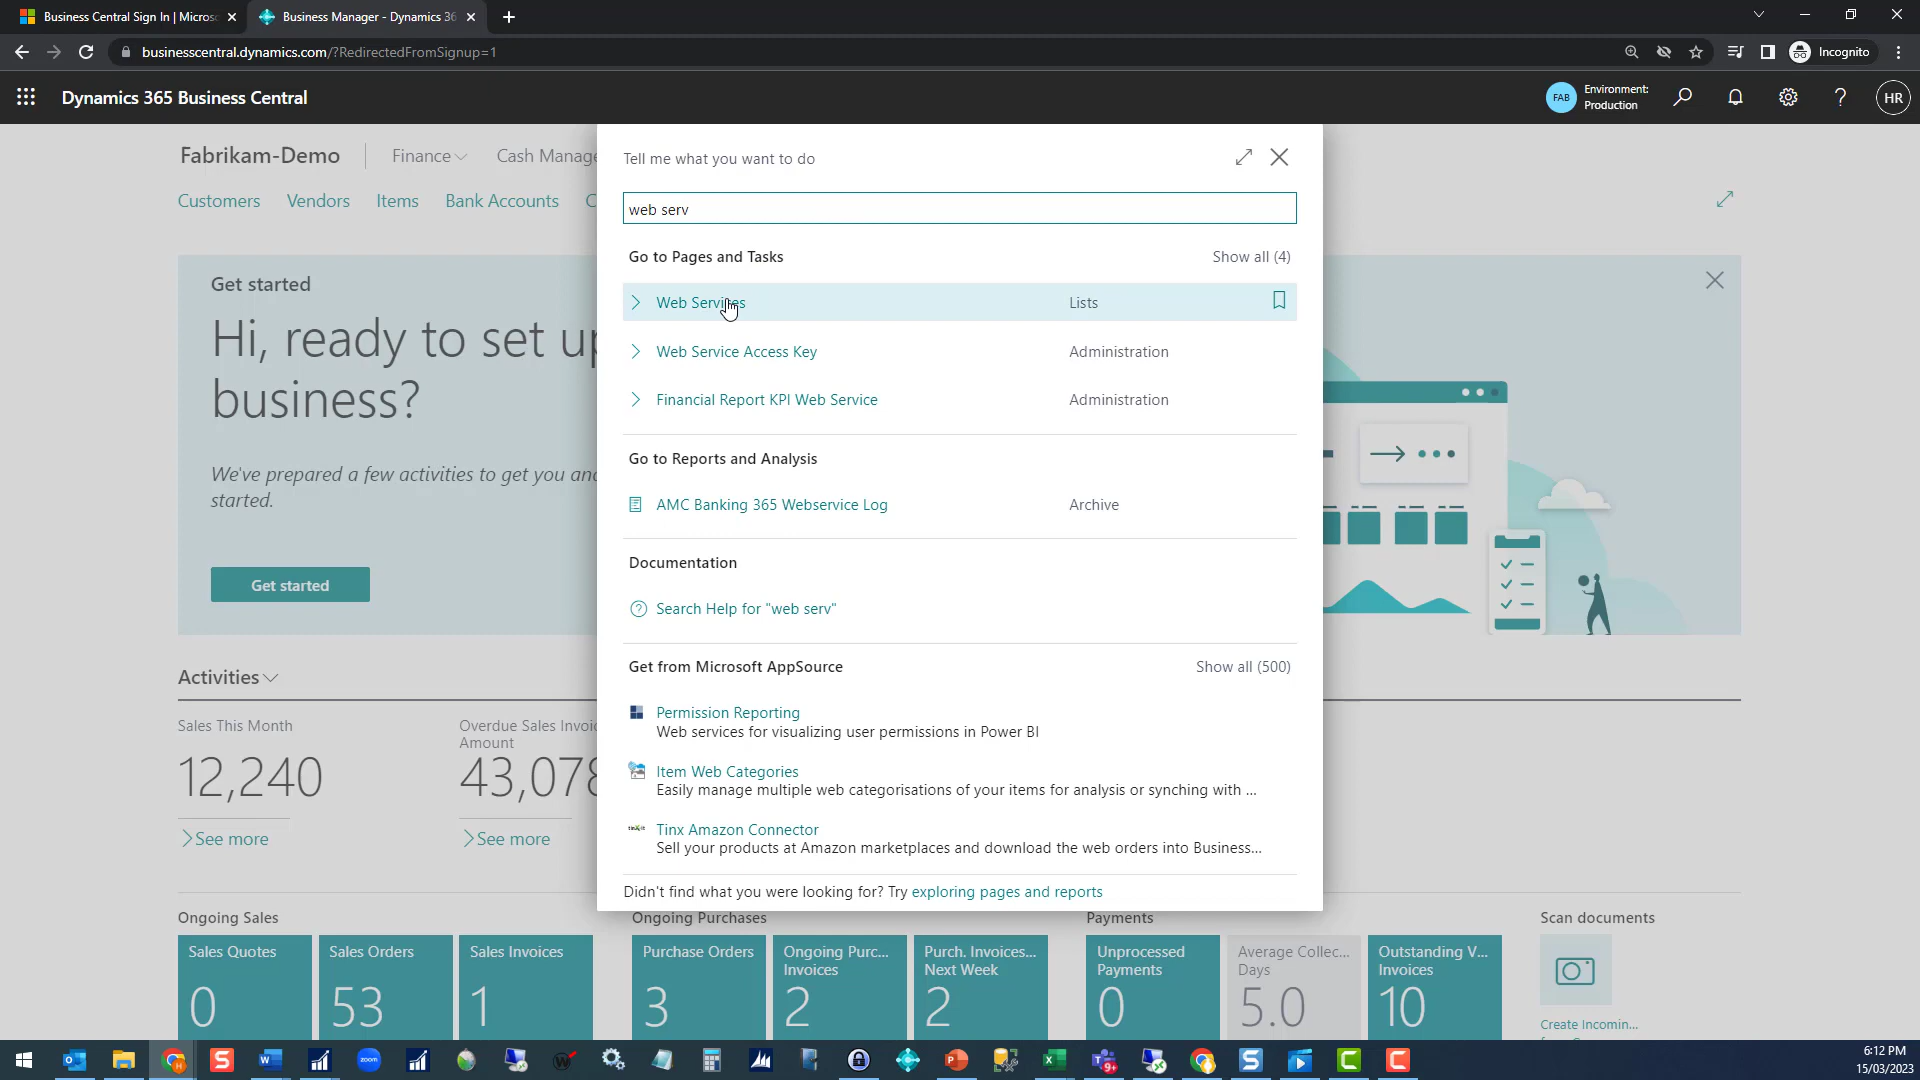 Business Central Sign In | Microso
Business Manager - Dynamics 36
businesscentral.dynamics.com/?RedirectedFromSignup=1
Incognito
Dynamics 365 Business Central
FAB
Environment:
Production
?
HR
Fabrikam-Demo
Finance
Cash Manage
Customers
Vendors
Items
Bank Accounts
C
Get started
Hi, ready to set up
business?
We've prepared a few activities to get you and
started.
Get started
Tell me what you want to do
web serv
Go to Pages and Tasks
Show all (4)
Web Services
Lists
Web Service Access Key
Administration
Financial Report KPI Web Service
Administration
Go to Reports and Analysis
AMC Banking 365 Webservice Log
Archive
Documentation
Search Help for "web serv"
Get from Microsoft AppSource
Show all (500)
Permission Reporting
Web services for visualizing user permissions in Power BI
Item Web Categories
Easily manage multiple web categorisations of your items for analysis or synching with ...
Tinx Amazon Connector
Sell your products at Amazon marketplaces and download the web orders into Business...
Didn't find what you were looking for? Try exploring pages and reports
Activities
Sales This Month
12,240
See more
Overdue Sales Invoic
Amount
43,078
See more
Ongoing Sales
Ongoing Purchases
Payments
Scan documents
Sales Quotes
0
Sales Orders
53
Sales Invoices
1
Purchase Orders
3
Ongoing Purc...
Invoices
2
Purch. Invoices...
Next Week
2
Unprocessed
Payments
0
Average Collec...
Days
5.0
Outstanding V...
Invoices
10
Create Incomin...
6:12 PM
15/03/2023